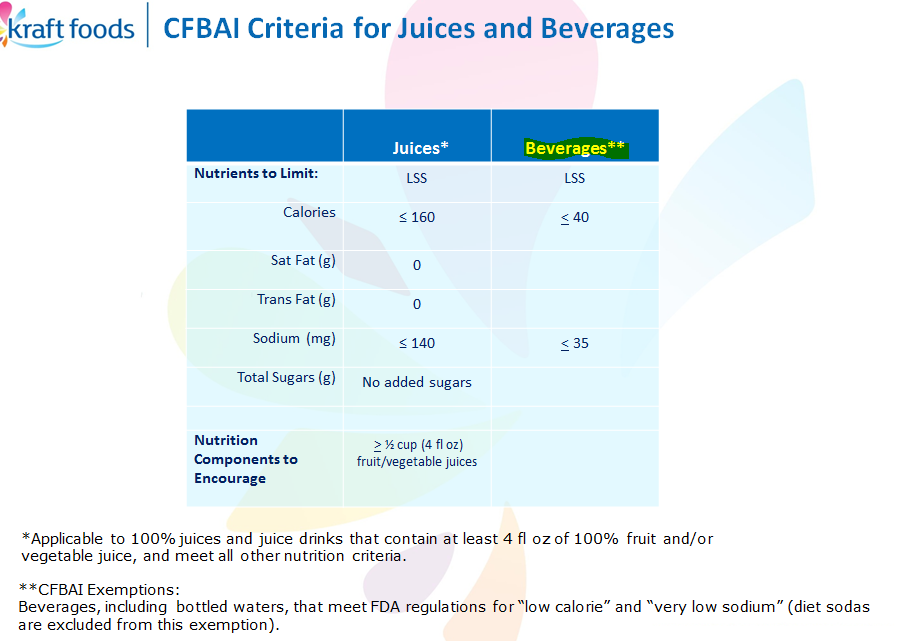 kraft foods CFBAI Criteria for Juices and Beverages
Juices* Beverages**
Nutrients to Limit: LSS LSS
Calories ≤ 160 ≤ 40
Sat Fat (g) 0
Trans Fat (g) 0
Sodium (mg) ≤ 140 ≤ 35
Total Sugars (g) No added sugars
Nutrition Components to Encourage ≥ ½ cup (4 fl oz) fruit/vegetable juices
*Applicable to 100% juices and juice drinks that contain at least 4 fl oz of 100% fruit and/or
vegetable juice, and meet all other nutrition criteria.
**CFBAI Exemptions:
Beverages, including bottled waters, that meet FDA regulations for “low calorie” and “very low sodium” (diet sodas
are excluded from this exemption).